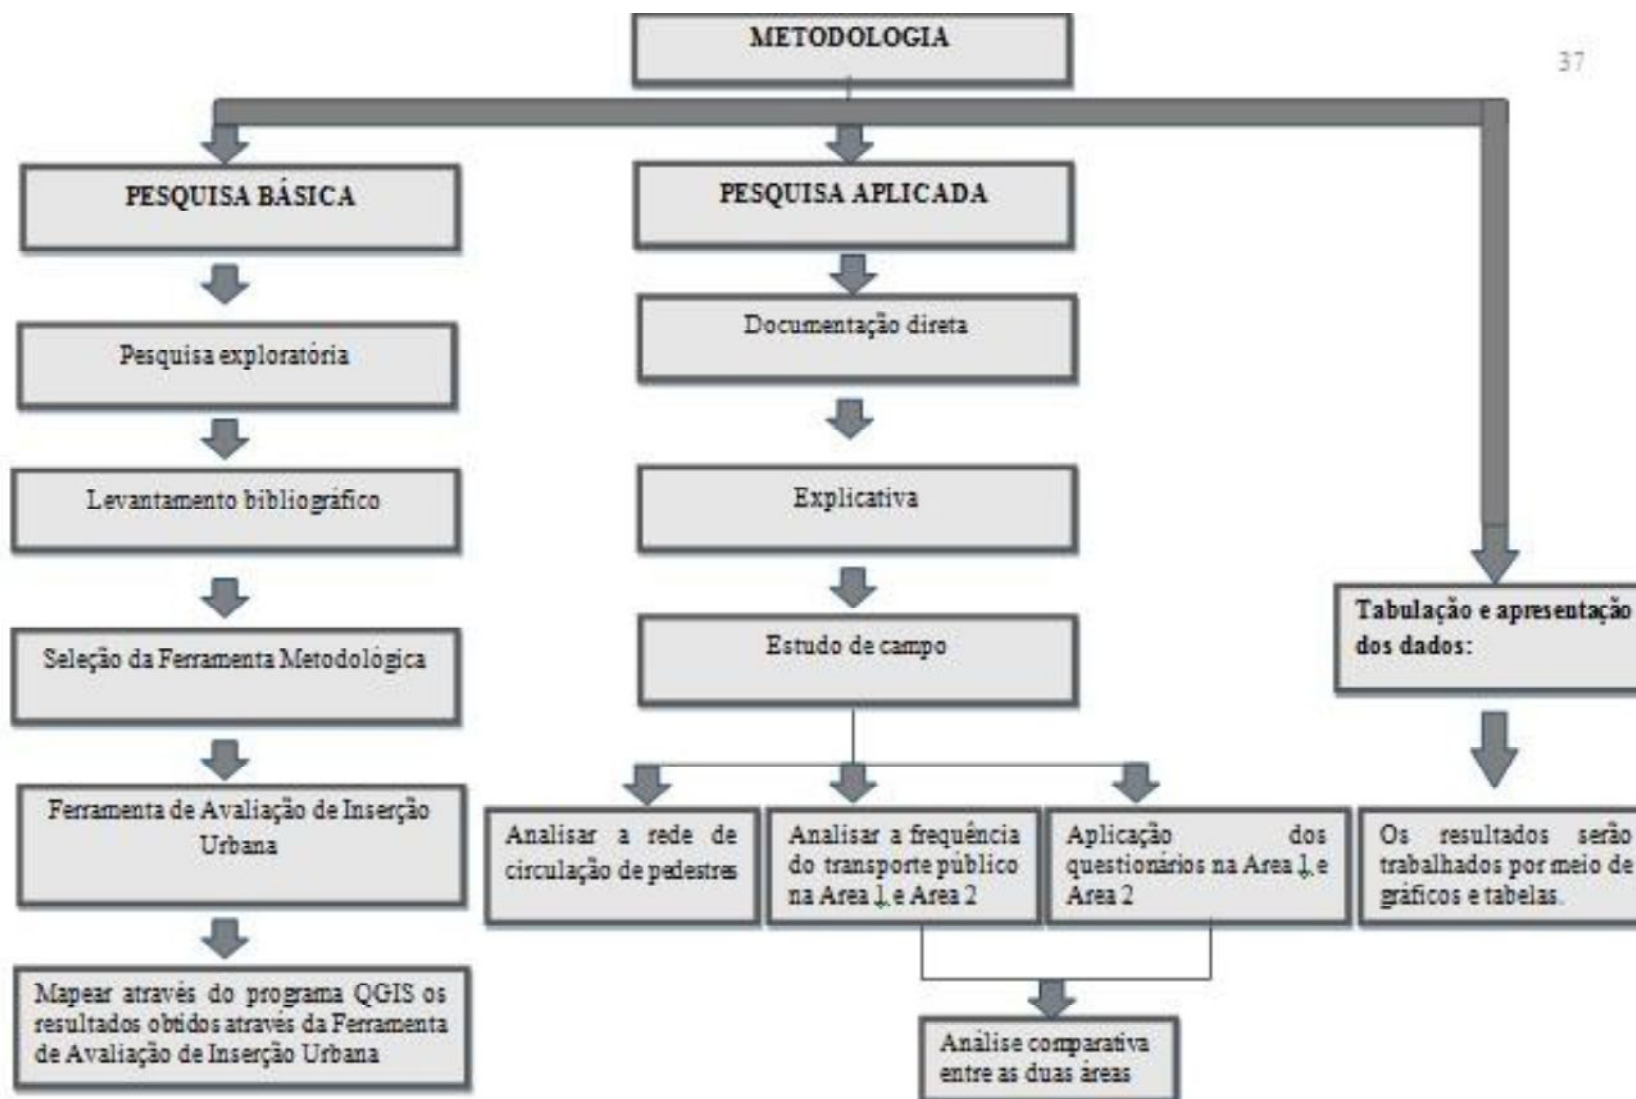 METODOLOGIA
37
PESQUISA BÁSICA
Pesquisa exploratória
Levantamento bibliográfico
Seleção da Ferramenta Metodológica
Ferramenta de Avaliação de Inserção
Urbana
Mapear através do programa QGIS os
resultados obtidos através da Ferramenta
de Avaliação de Inserção Urbana
PESQUISA APLICADA
Documentação direta
Explicativa
Estudo de campo
Analisar a rede de
circulação de pedestres
Analisar a frequência
do transporte público
na Area 1 e Area 2
Aplicação dos
questionários na Area 1 e
Area 2
Análise comparativa
entre as duas áreas
Tabulação e apresentação
dos dados:
Os resultados serão
trabalhados por meio de
gráficos e tabelas.